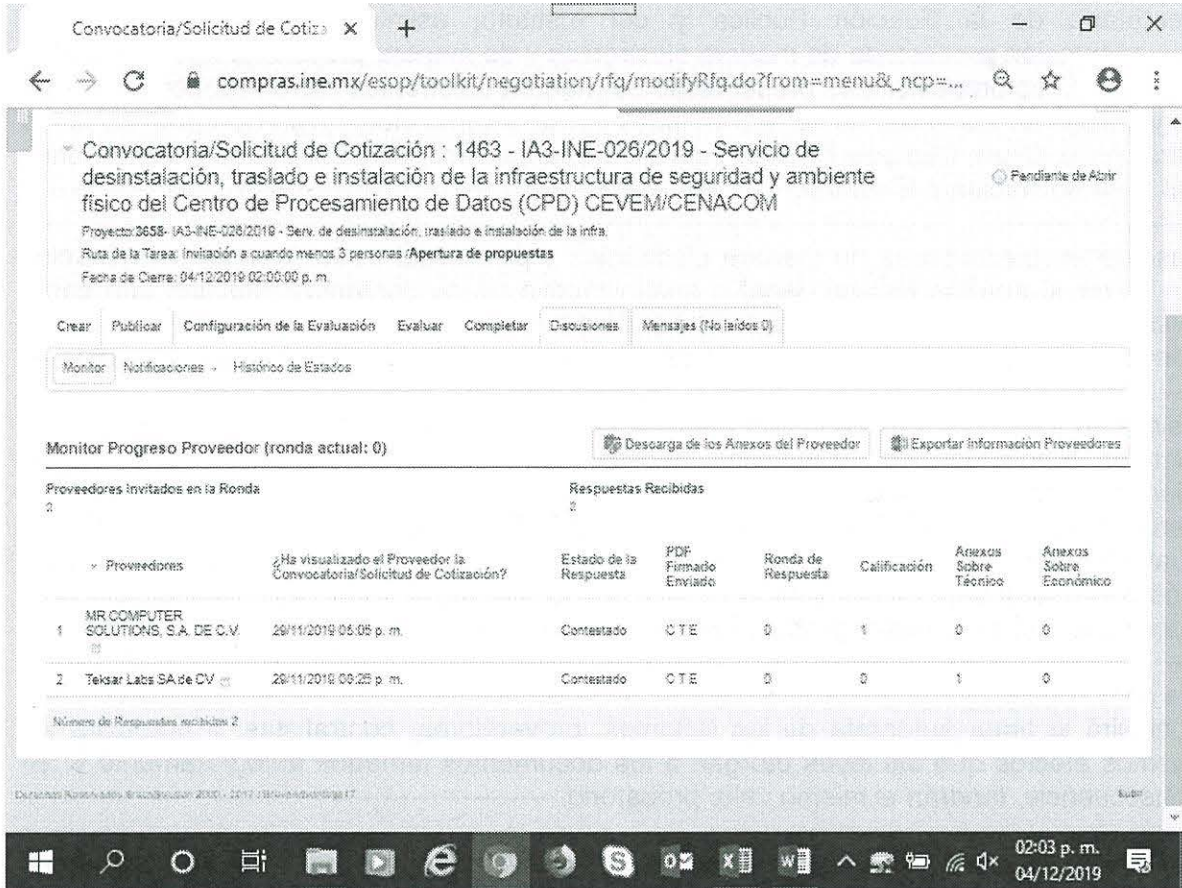 Convocatoria/Solicitud de Cotiza
compras.ine.mx/esop/toolkit/negotiation/rfq/modifyRfq.do?from=menu&_ncp=...
Convocatoria/Solicitud de Cotización : 1463 - IA3-INE-026/2019 - Servicio de
desinstalación, traslado e instalación de la infraestructura de seguridad y ambiente
físico del Centro de Procesamiento de Datos (CPD) CEVEM/CENACOM
Pendiente de Abrir
Proyecto:3658- IA3-INE-026/2019 - Serv. de desinstalación, traslado e instalación de la infra.
Ruta de la Tarea: Invitación a cuando menos 3 personas /Apertura de propuestas
Fecha de Cierre: 04/12/2019 02:00:00 p. m.
Crear Publicar Configuración de la Evaluación Evaluar Completar Discusiones Mensajes (No leídos 0)
Monitor Notificaciones Histórico de Estados
Monitor Progreso Proveedor (ronda actual: 0) Descarga de los Anexos del Proveedor Exportar Información Proveedores
Proveedores Invitados en la Ronda Respuestas Recibidas
2 2
Proveedores ¿Ha visualizado el Proveedor la Convocatoria/Solicitud de Cotización? Estado de la Respuesta PDF Firmado Enviado Ronda de Respuesta Calificación Anexos Sobre Técnico Anexos Sobre Económico
1 MR COMPUTER SOLUTIONS, S.A. DE C.V. 29/11/2019 05:05 p. m. Contestado C T E 0 1 0 0
2 Teksar Labs SA de CV 29/11/2019 06:25 p. m. Contestado C T E 0 0 1 0
Número de Respuestas recibidas 2
02:03 p. m.
04/12/2019